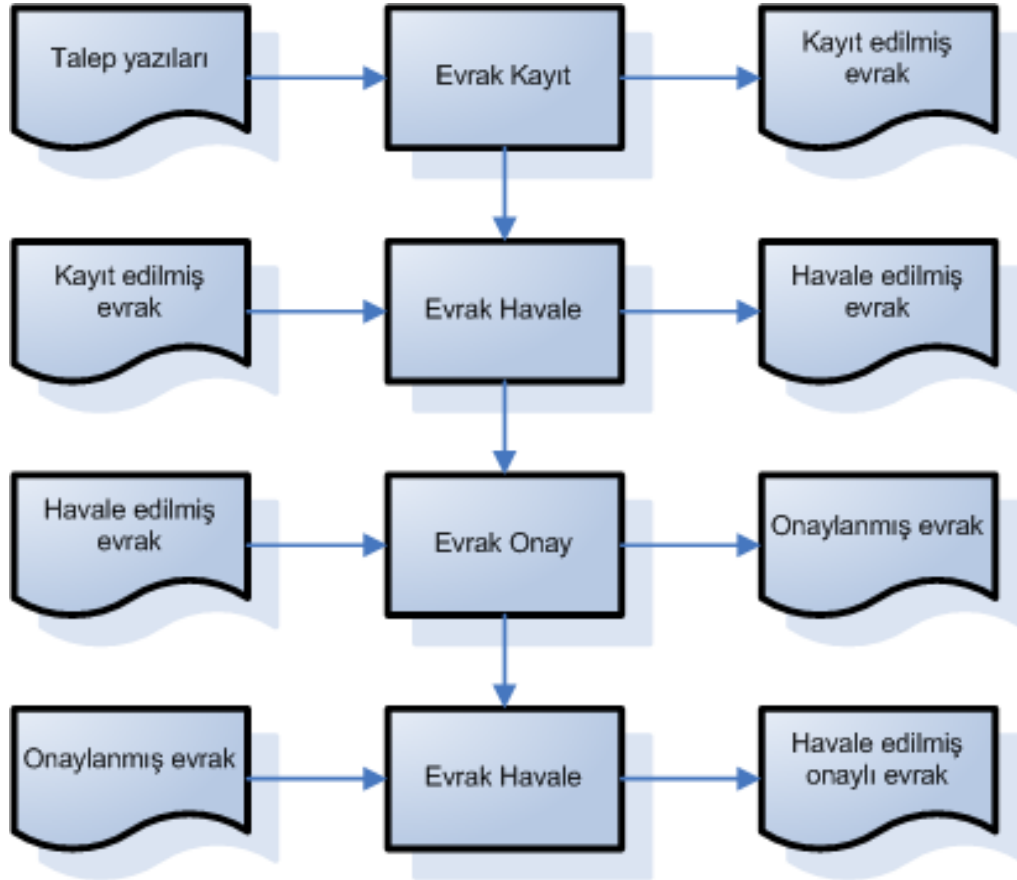 Talep yazıları
Evrak Kayıt
Kayıt edilmiş
evrak
Kayıt edilmiş
evrak
Evrak Havale
Havale edilmiş
evrak
Havale edilmiş
evrak
Evrak Onay
Onaylanmış evrak
Onaylanmış evrak
Evrak Havale
Havale edilmiş
onaylı evrak